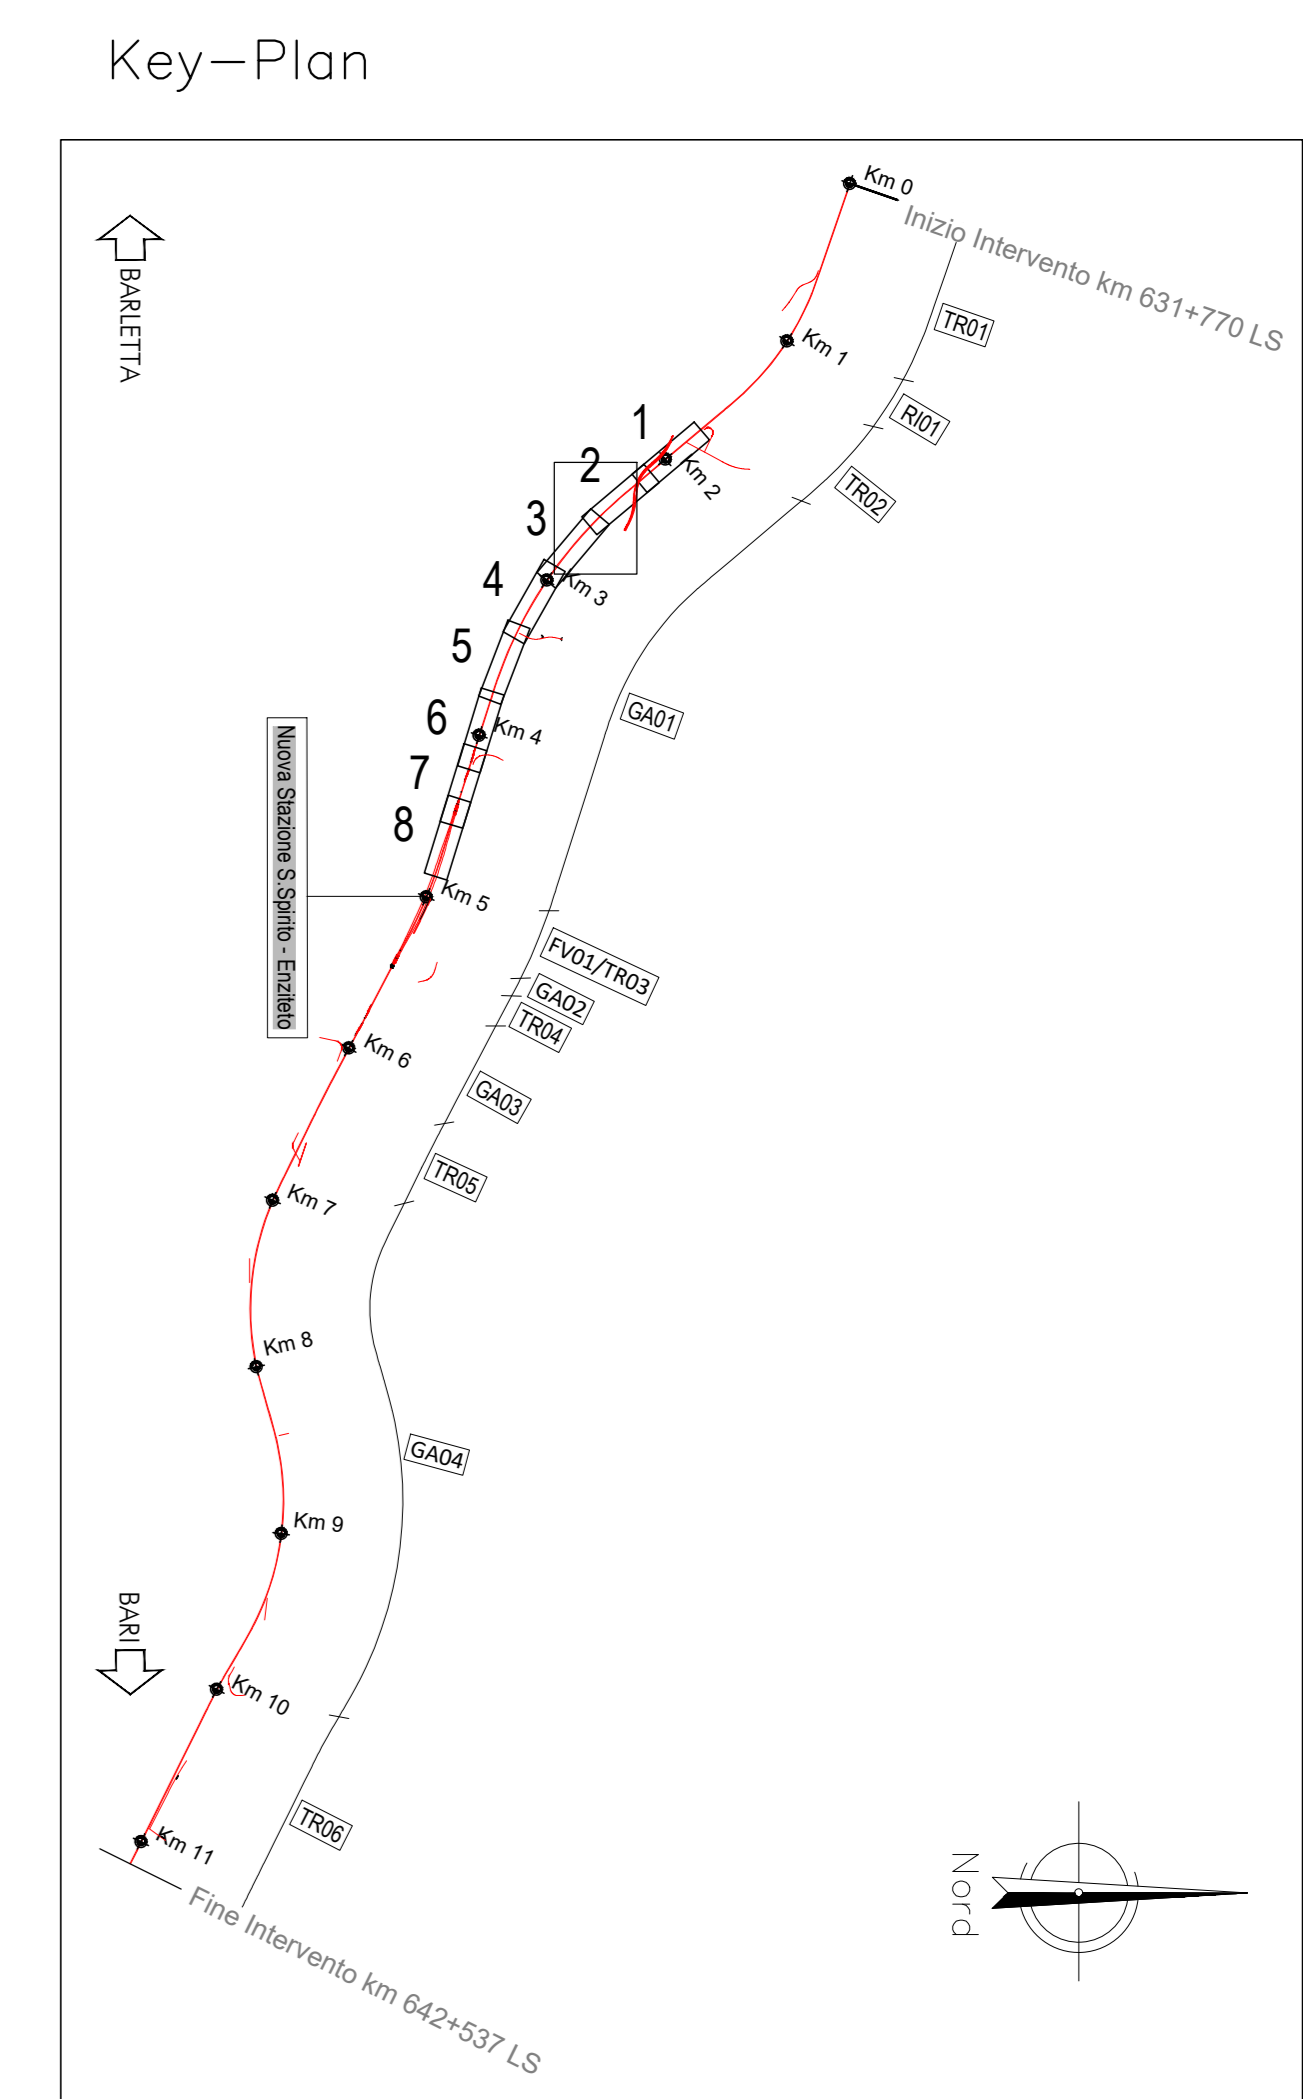 Key-Plan
Km 0
Inizio Intervento km 631+770 LS
BARLETTA
TR01
Km 1
RI01
1
Km 2
2
TR02
3
Km 3
4
5
GA01
6
Km 4
7
8
Nuova Stazione S.Spirito - Enziteto
Km 5
FV01/TR03
GA02
TR04
Km 6
GA03
TR05
Km 7
Km 8
GA04
Km 9
BARI
Km 10
TR06
Km 11
Nord
Fine Intervento km 642+537 LS